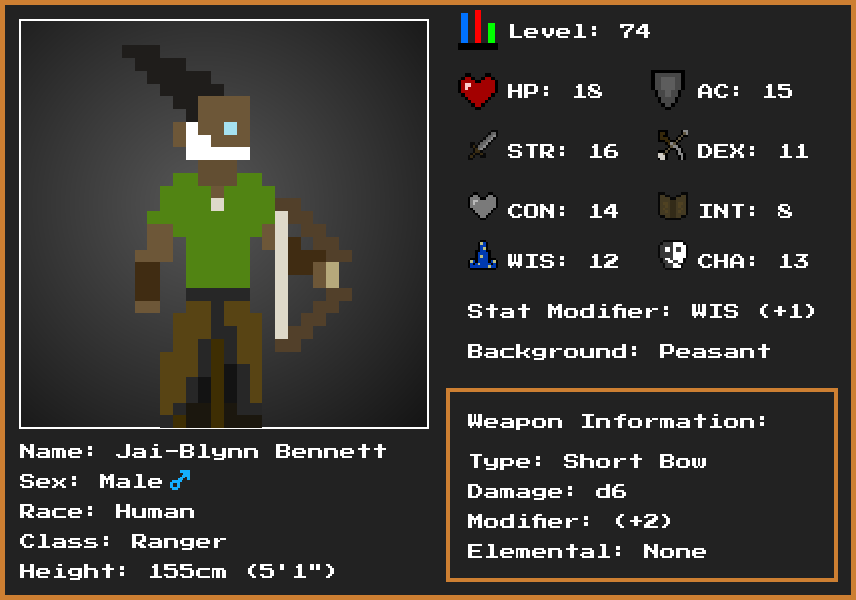 Level: 74
HP: 18
AC: 15
STR: 16
DEX: 11
CON: 14
INT: 8
WIS: 12
CHA: 13
Stat Modifier: WIS (+1)
Background: Peasant
Weapon Information:
Type: Short Bow
Damage: d6
Modifier: (+2)
Elemental: None
Name: Jai-Blynn Bennett
Sex: Male ♂
Race: Human
Class: Ranger
Height: 155cm (5'1")